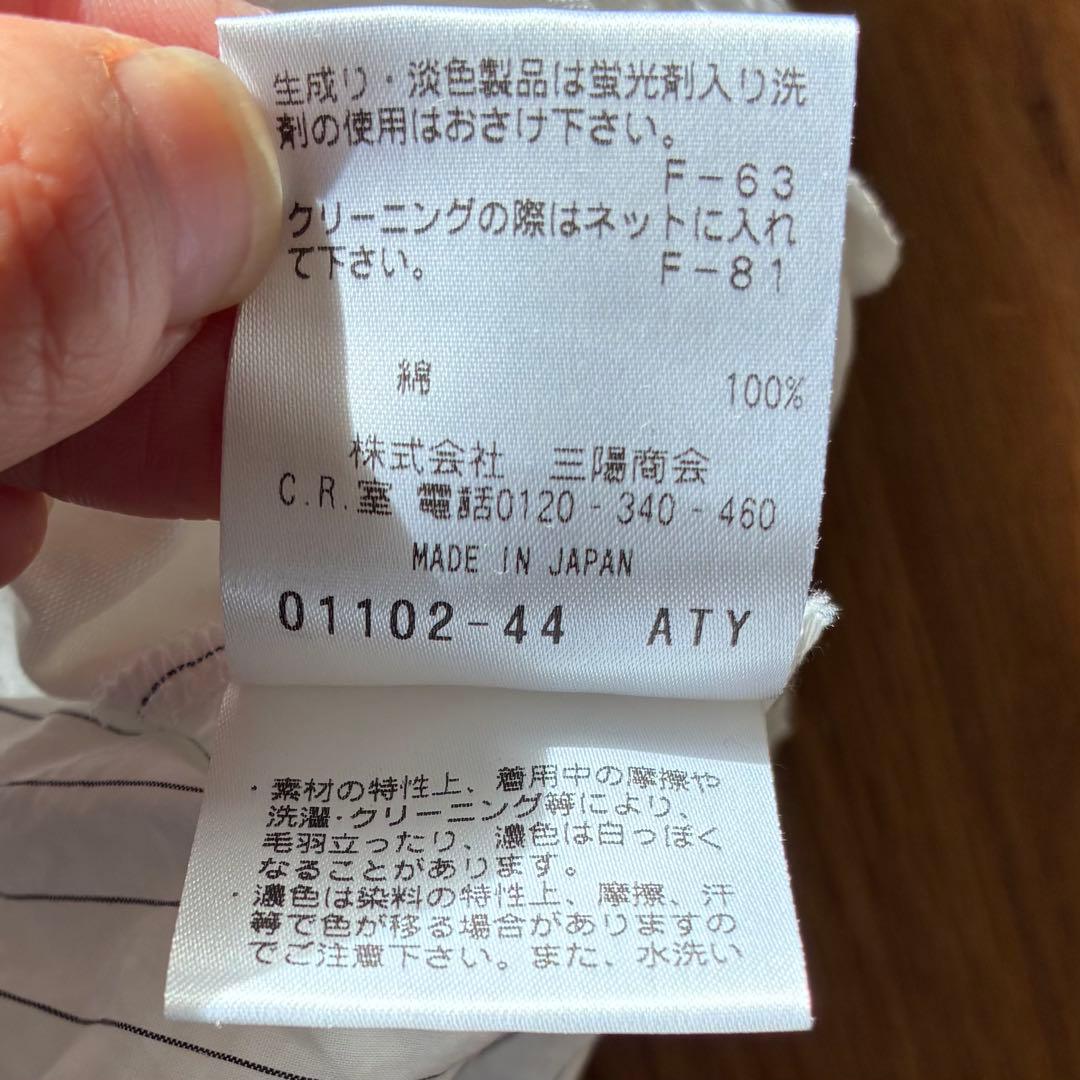 生成り・淡色製品は蛍光剤入り洗
剤の使用はおさけ下さい。
F-63
クリーニングの際はネットに入れ
て下さい。 F-81
綿 100%
株式会社 三陽商会
C.R.室 電話0120-340-460
MADE IN JAPAN
01102-44 ATY
・素材の特性上、着用中の摩擦や
洗濯・クリーニング等により、
毛羽立ったり、濃色は白っぽく
なることがあります。
・濃色は染料の特性上、摩擦、汗
等で色が移る場合がありますの
でご注意下さい。また、水洗い